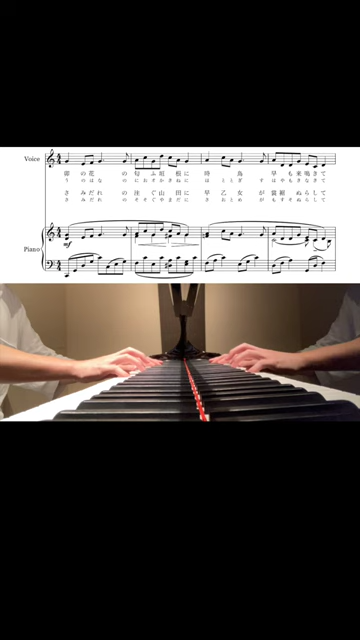 Voice
卯の花の匂ふ垣根に時鳥早も来鳴きて
うのはなのにおオかきねにほととぎすはやもきなきて
さみだれの注ぐ山田に早乙女が裳裾ぬらして
さみだれのそそぐやまだにさおとめがもすそぬらして
Piano
mf